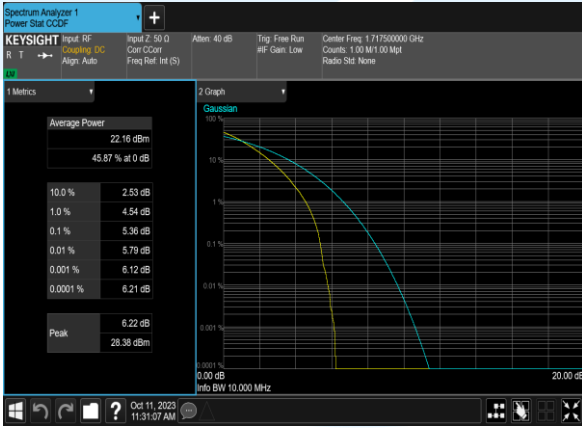 Spectrum Analyzer 1
Power Stat CCDF
KEYSIGHT
R T
LW
Input: RF
Coupling: DC
Align: Auto
Input Z: 50 Ω
Corr CCorr
Freq Ref: Int (S)
Atten: 40 dB
Trig: Free Run
#IF Gain: Low
Center Freq: 1.717500000 GHz
Counts: 1.00 M/1.00 Mpt
Radio Std: None
1 Metrics
Average Power
22.16 dBm
45.87 % at 0 dB
10.0 % 2.53 dB
1.0 % 4.54 dB
0.1 % 5.36 dB
0.01 % 5.79 dB
0.001 % 6.12 dB
0.0001 % 6.21 dB
Peak
6.22 dB
28.38 dBm
2 Graph
Gaussian
100 %
10 %
1 %
0.1 %
0.01 %
0.001 %
0.0001 %
0.00 dB
20.00 dB
Info BW 10.000 MHz
?
Oct 11, 2023
11:31:07 AM